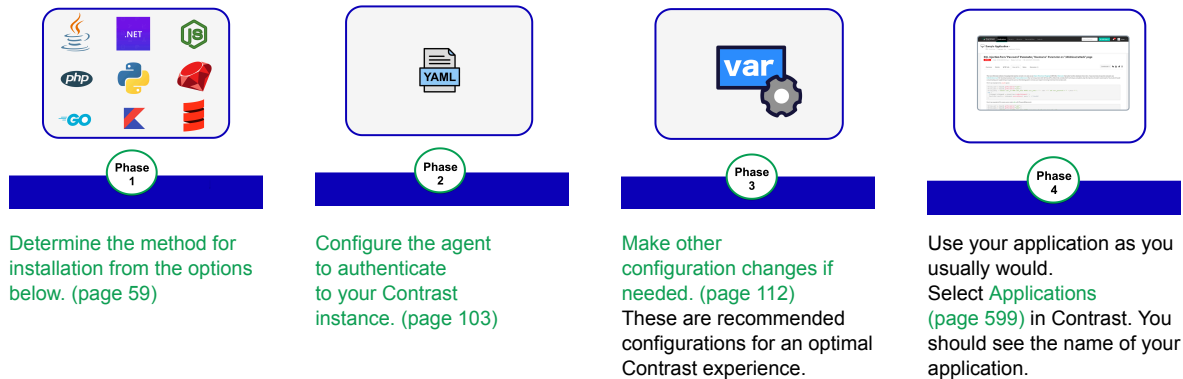 .NET
JS
php
GO
YAML
var
Phase
1
Phase
2
Phase
3
Phase
4
Determine the method for
installation from the options
below. (page 59)
Configure the agent
to authenticate
to your Contrast
instance. (page 103)
Make other
configuration changes if
needed. (page 112)
These are recommended
configurations for an optimal
Contrast experience.
Use your application as you
usually would.
Select Applications
(page 599) in Contrast. You
should see the name of your
application.